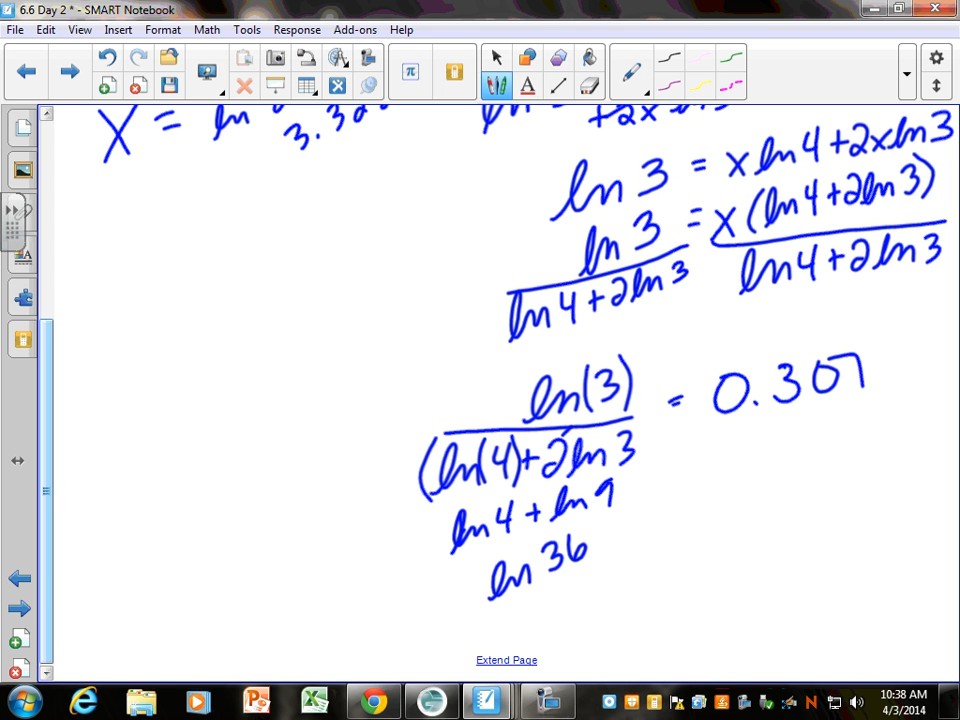 6.6 Day 2 * - SMART Notebook
File Edit View Insert Format Math Tools Response Add-ons Help
X = ln
3.32
ln 3 = x ln 4 + 2x ln 3
ln 3 = x (ln 4 + 2 ln 3)
ln 4 + 2 ln 3 ln 4 + 2 ln 3
ln(3) = 0.307
(ln(4) + 2 ln 3
ln 4 + ln 9
ln 36
Extend Page
10:38 AM
4/3/2014